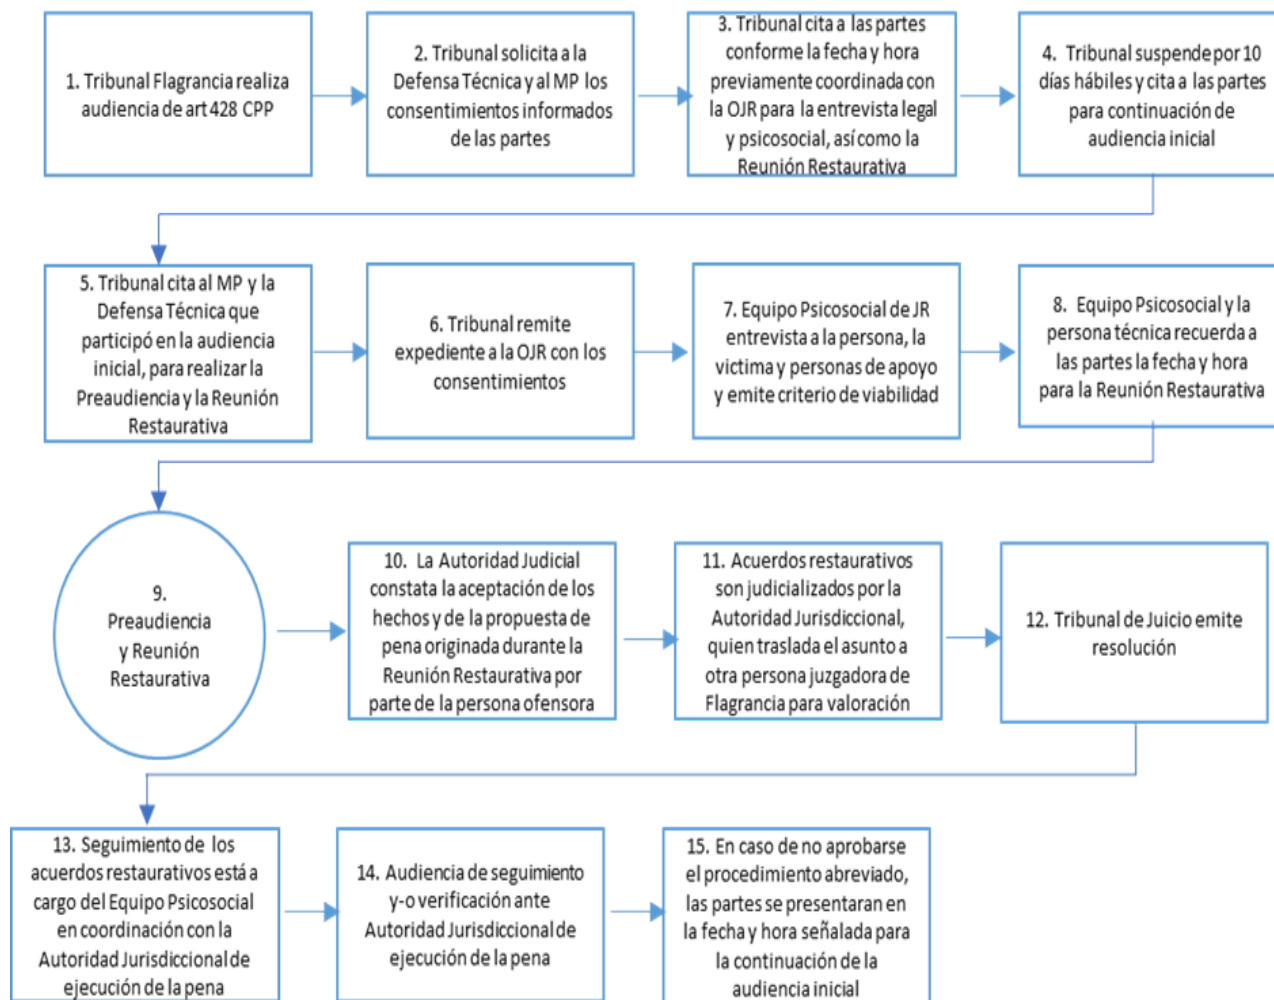 1. Tribunal Flagrancia realiza
audiencia de art 428 CPP
2. Tribunal solicita a la
Defensa Técnica y al MP los
consentimientos informados
de las partes
3. Tribunal cita a las partes
conforme la fecha y hora
previamente coordinada con
la OJR para la entrevista legal
y psicosocial, así como la
Reunión Restaurativa
4. Tribunal suspende por 10
días hábiles y cita a las partes
para continuación de
audiencia inicial
5. Tribunal cita al MP y la
Defensa Técnica que
participó en la audiencia
inicial, para realizar la
Preaudiencia y la Reunión
Restaurativa
6. Tribunal remite
expediente a la OJR con los
consentimientos
7. Equipo Psicosocial de JR
entrevista a la persona, la
victima y personas de apoyo
y emite criterio de viabilidad
8. Equipo Psicosocial y la
persona técnica recuerda a
las partes la fecha y hora
para la Reunión Restaurativa
9.
Preaudiencia
y Reunión
Restaurativa
10. La Autoridad Judicial
constata la aceptación de los
hechos y de la propuesta de
pena originada durante la
Reunión Restaurativa por
parte de la persona ofensora
11. Acuerdos restaurativos
son judicializados por la
Autoridad Jurisdiccional,
quien traslada el asunto a
otra persona juzgadora de
Flagrancia para valoración
12. Tribunal de Juicio emite
resolución
13. Seguimiento de los
acuerdos restaurativos está a
cargo del Equipo Psicosocial
en coordinación con la
Autoridad Jurisdiccional de
ejecución de la pena
14. Audiencia de seguimiento
y-o verificación ante
Autoridad Jurisdiccional de
ejecución de la pena
15. En caso de no aprobarse
el procedimiento abreviado,
las partes se presentaran en
la fecha y hora señalada para
la continuación de la
audiencia inicial